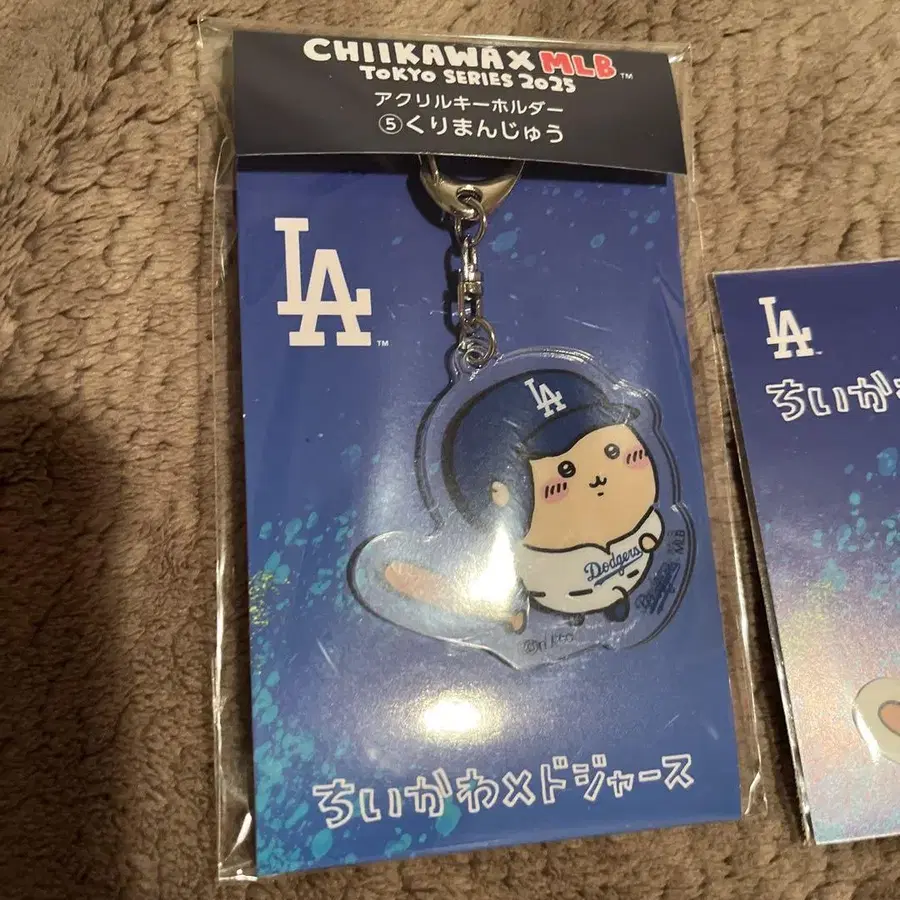 CHIIKAWA X MLB™
TOKYO SERIES 2025
アクリルキーホルダー
⑤くりまんじゅう
LA™
LA
Dodgers
MLB
ちいかわ×ドジャース
LA
ちいか